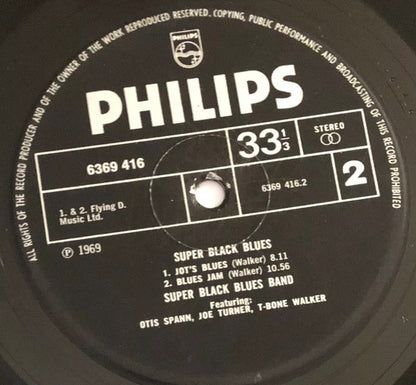 ALL RIGHTS OF THE RECORD PRODUCER AND OF THE OWNER OF THE WORK REPRODUCED RESERVED. COPYING, PUBLIC PERFORMANCE AND BROADCASTING OF THIS RECORD PROHIBITED
PHILIPS
PHILIPS
6369 416
33 1/3
STEREO
1. & 2. Flying D.
Music Ltd.
6369 416.2
2
Ⓟ 1969
SUPER BLACK BLUES
1. JOT'S BLUES (Walker) 8.11
2. BLUES JAM (Walker) 10.56
SUPER BLACK BLUES BAND
Featuring:
OTIS SPANN, JOE TURNER, T-BONE WALKER